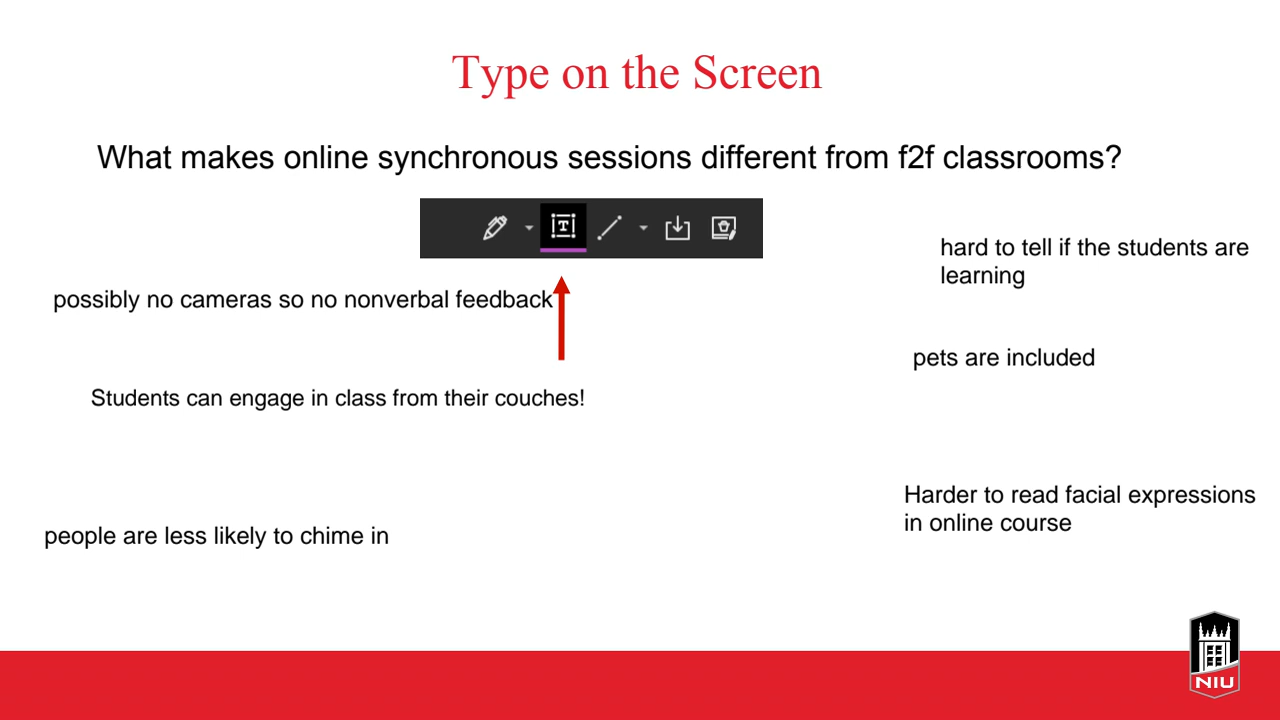 Type on the Screen
What makes online synchronous sessions different from f2f classrooms?
T
hard to tell if the students are
learning
possibly no cameras so no nonverbal feedback
pets are included
Students can engage in class from their couches!
Harder to read facial expressions
in online course
people are less likely to chime in
NIU